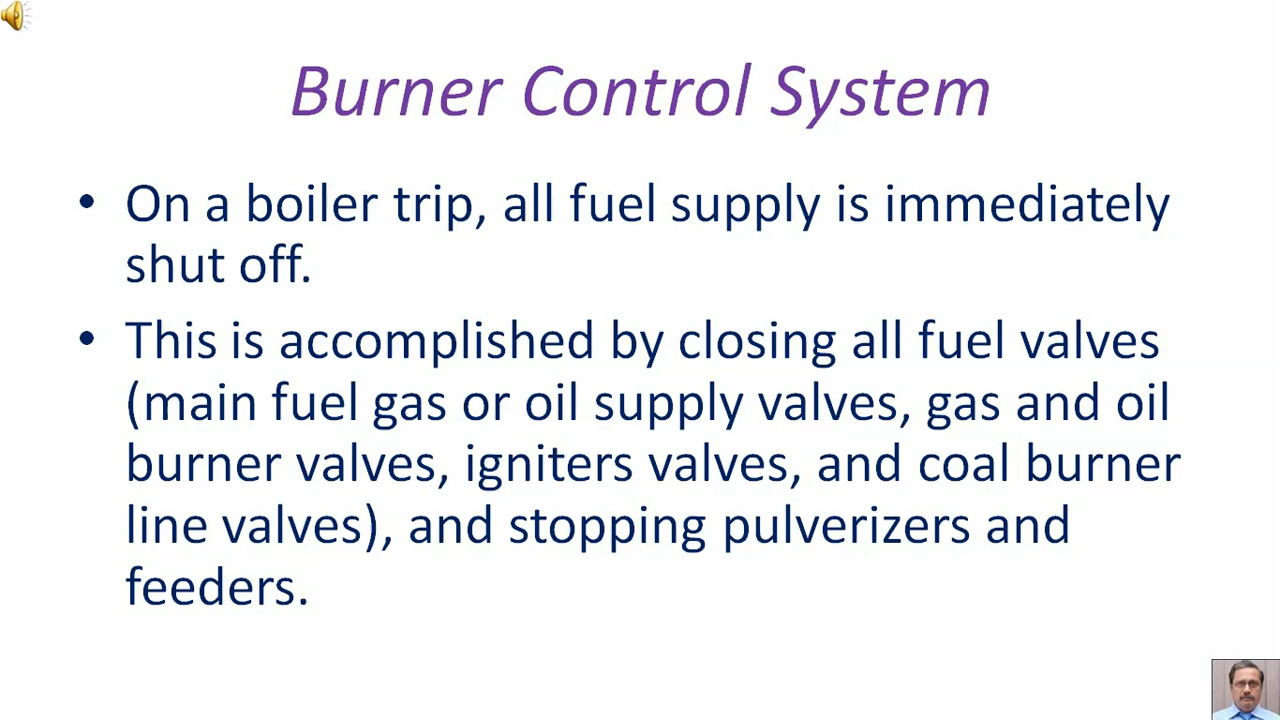 Burner Control System
• On a boiler trip, all fuel supply is immediately
shut off.
• This is accomplished by closing all fuel valves
(main fuel gas or oil supply valves, gas and oil
burner valves, igniters valves, and coal burner
line valves), and stopping pulverizers and
feeders.